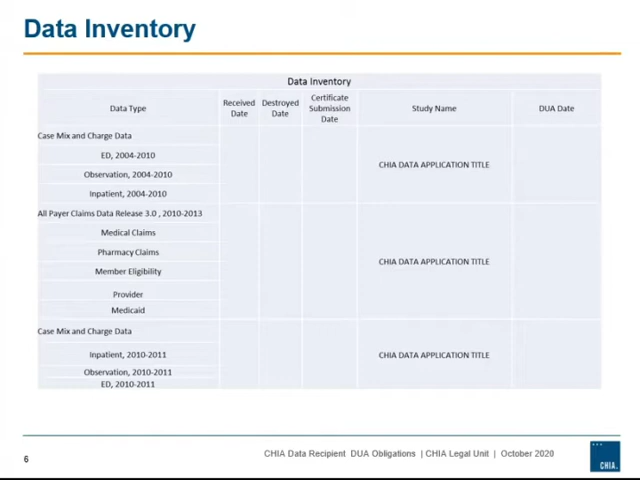 Data Inventory
Data Inventory
Data Type
Received Date
Destroyed Date
Certificate Submission Date
Study Name
DUA Date
Case Mix and Charge Data
ED, 2004-2010
Observation, 2004-2010
Inpatient, 2004-2010
CHIA DATA APPLICATION TITLE
All Payer Claims Data Release 3.0 , 2010-2013
Medical Claims
Pharmacy Claims
Member Eligibility
Provider
Medicaid
CHIA DATA APPLICATION TITLE
Case Mix and Charge Data
Inpatient, 2010-2011
Observation, 2010-2011
ED, 2010-2011
CHIA DATA APPLICATION TITLE
6
CHIA Data Recipient DUA Obligations | CHIA Legal Unit | October 2020
CHIA.